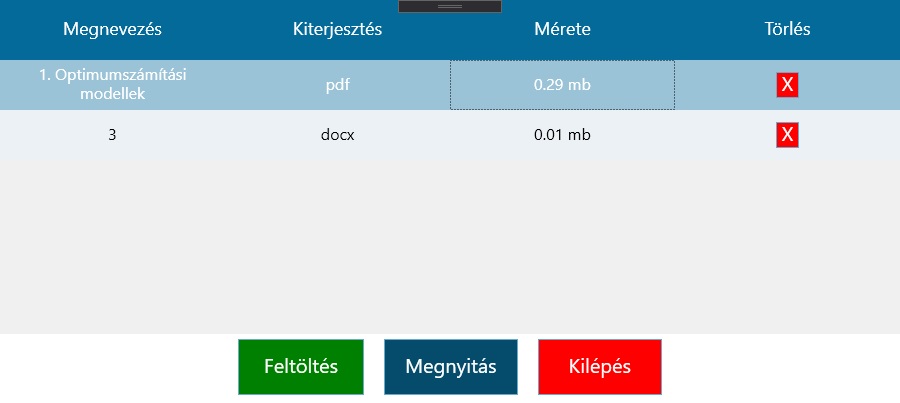 Megnevezés Kiterjesztés Mérete Törlés
1. Optimumszámítási
modellek pdf 0.29 mb X
3 docx 0.01 mb X
Feltöltés Megnyitás Kilépés